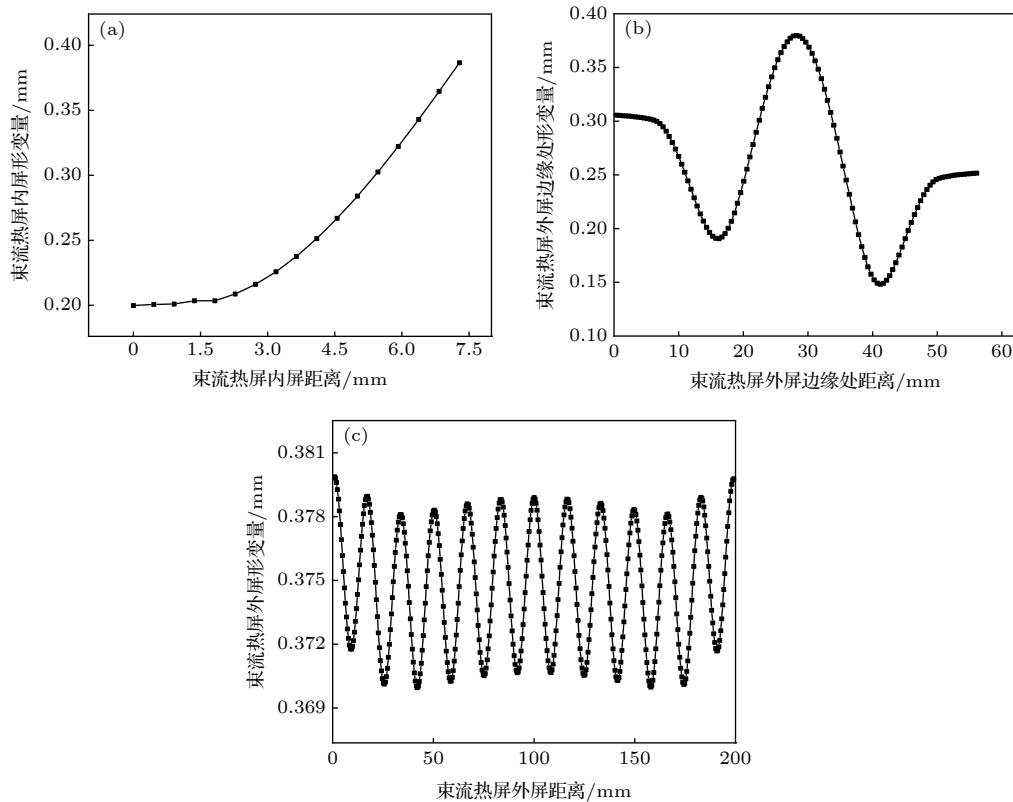 (a)
0.40
0.35
0.30
0.25
0.20
束流热屏内屏形变量/mm
0 1.5 3.0 4.5 6.0 7.5
束流热屏内屏距离/mm
(b)
0.40
0.35
0.30
0.25
0.20
0.15
0.10
束流热屏外屏边缘处形变量/mm
0 10 20 30 40 50 60
束流热屏外屏边缘处距离/mm
(c)
0.381
0.378
0.375
0.372
0.369
束流热屏外屏形变量/mm
0 50 100 150 200
束流热屏外屏距离/mm